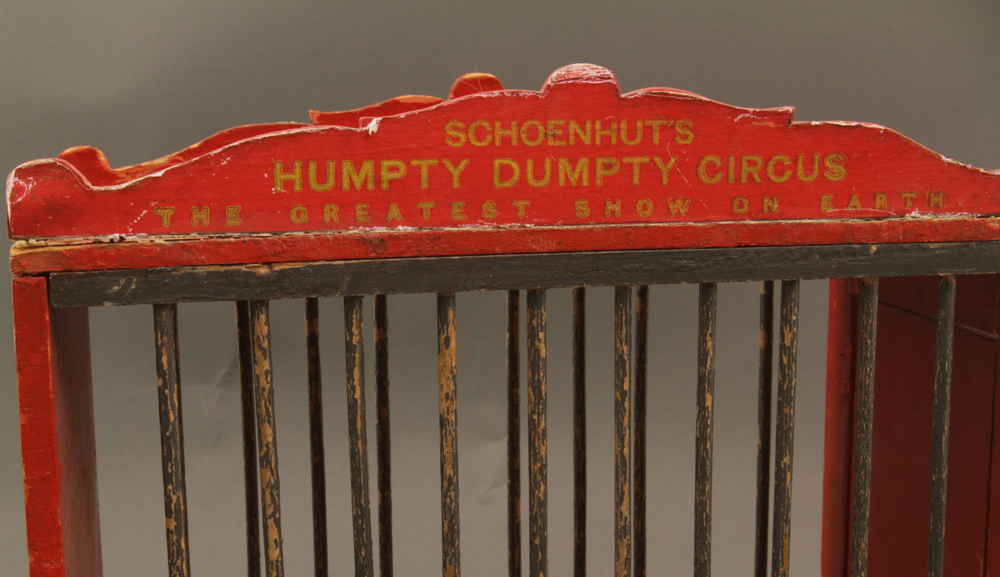 SCHOENHUT'S
HUMPTY DUMPTY CIRCUS
THE GREATEST SHOW ON EARTH